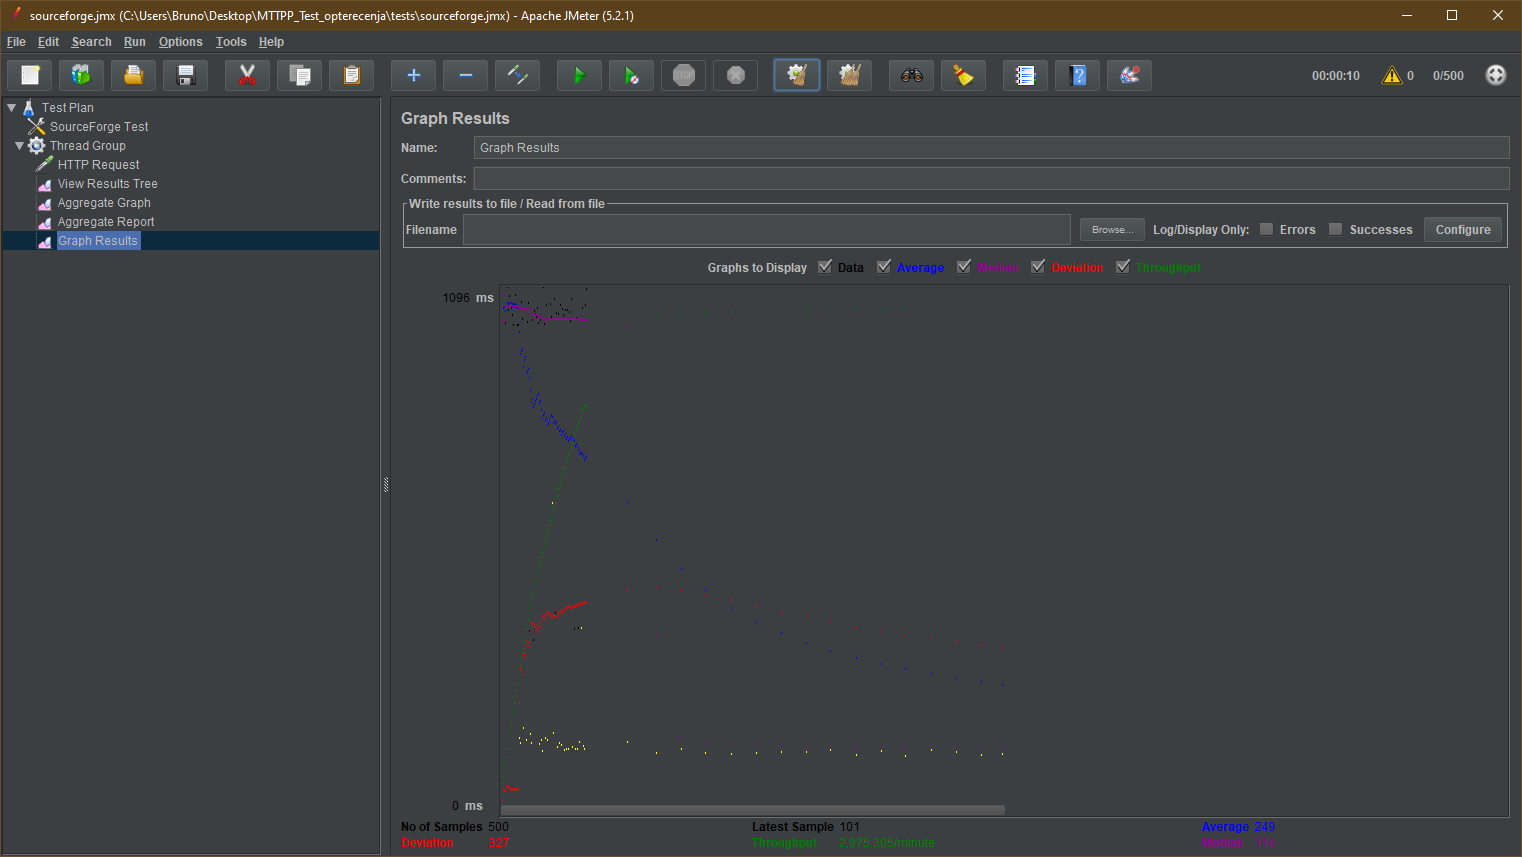 sourceforge.jmx (C:\Users\Bruno\Desktop\MTTPP_Test_opterecenja\tests\sourceforge.jmx) - Apache JMeter (5.2.1)
File Edit Search Run Options Tools Help
STOP 00:00:10 0 0/500
Test Plan
SourceForge Test
Thread Group
HTTP Request
View Results Tree
Aggregate Graph
Aggregate Report
Graph Results
Graph Results
Name: Graph Results
Comments:
Write results to file / Read from file
Filename Browse... Log/Display Only: Errors Successes Configure
Graphs to Display Data Average Median Deviation Throughput
1096 ms
0 ms
No of Samples 500 Latest Sample 101 Average 249
Deviation 327 Throughput 2,975.305/minute Median